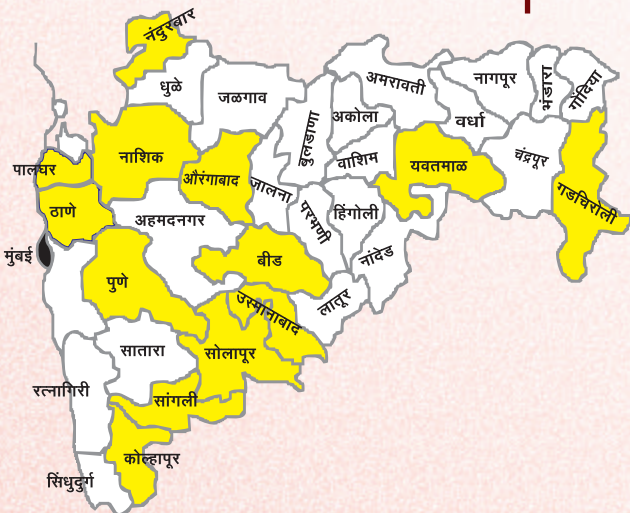 नंदुरबार
धुळे
जळगाव
अमरावती
नागपूर
भंडारा
गोंदिया
बुलडाणा
अकोला
वर्धा
नाशिक
औरंगाबाद
जालना
वाशिम
यवतमाळ
चंद्रपूर
पालघर
ठाणे
अहमदनगर
परभणी
हिंगोली
गडचिरोली
मुंबई
पुणे
बीड
नांदेड
उस्मानाबाद
लातूर
सातारा
सोलापूर
रत्नागिरी
सांगली
कोल्हापूर
सिंधुदुर्ग